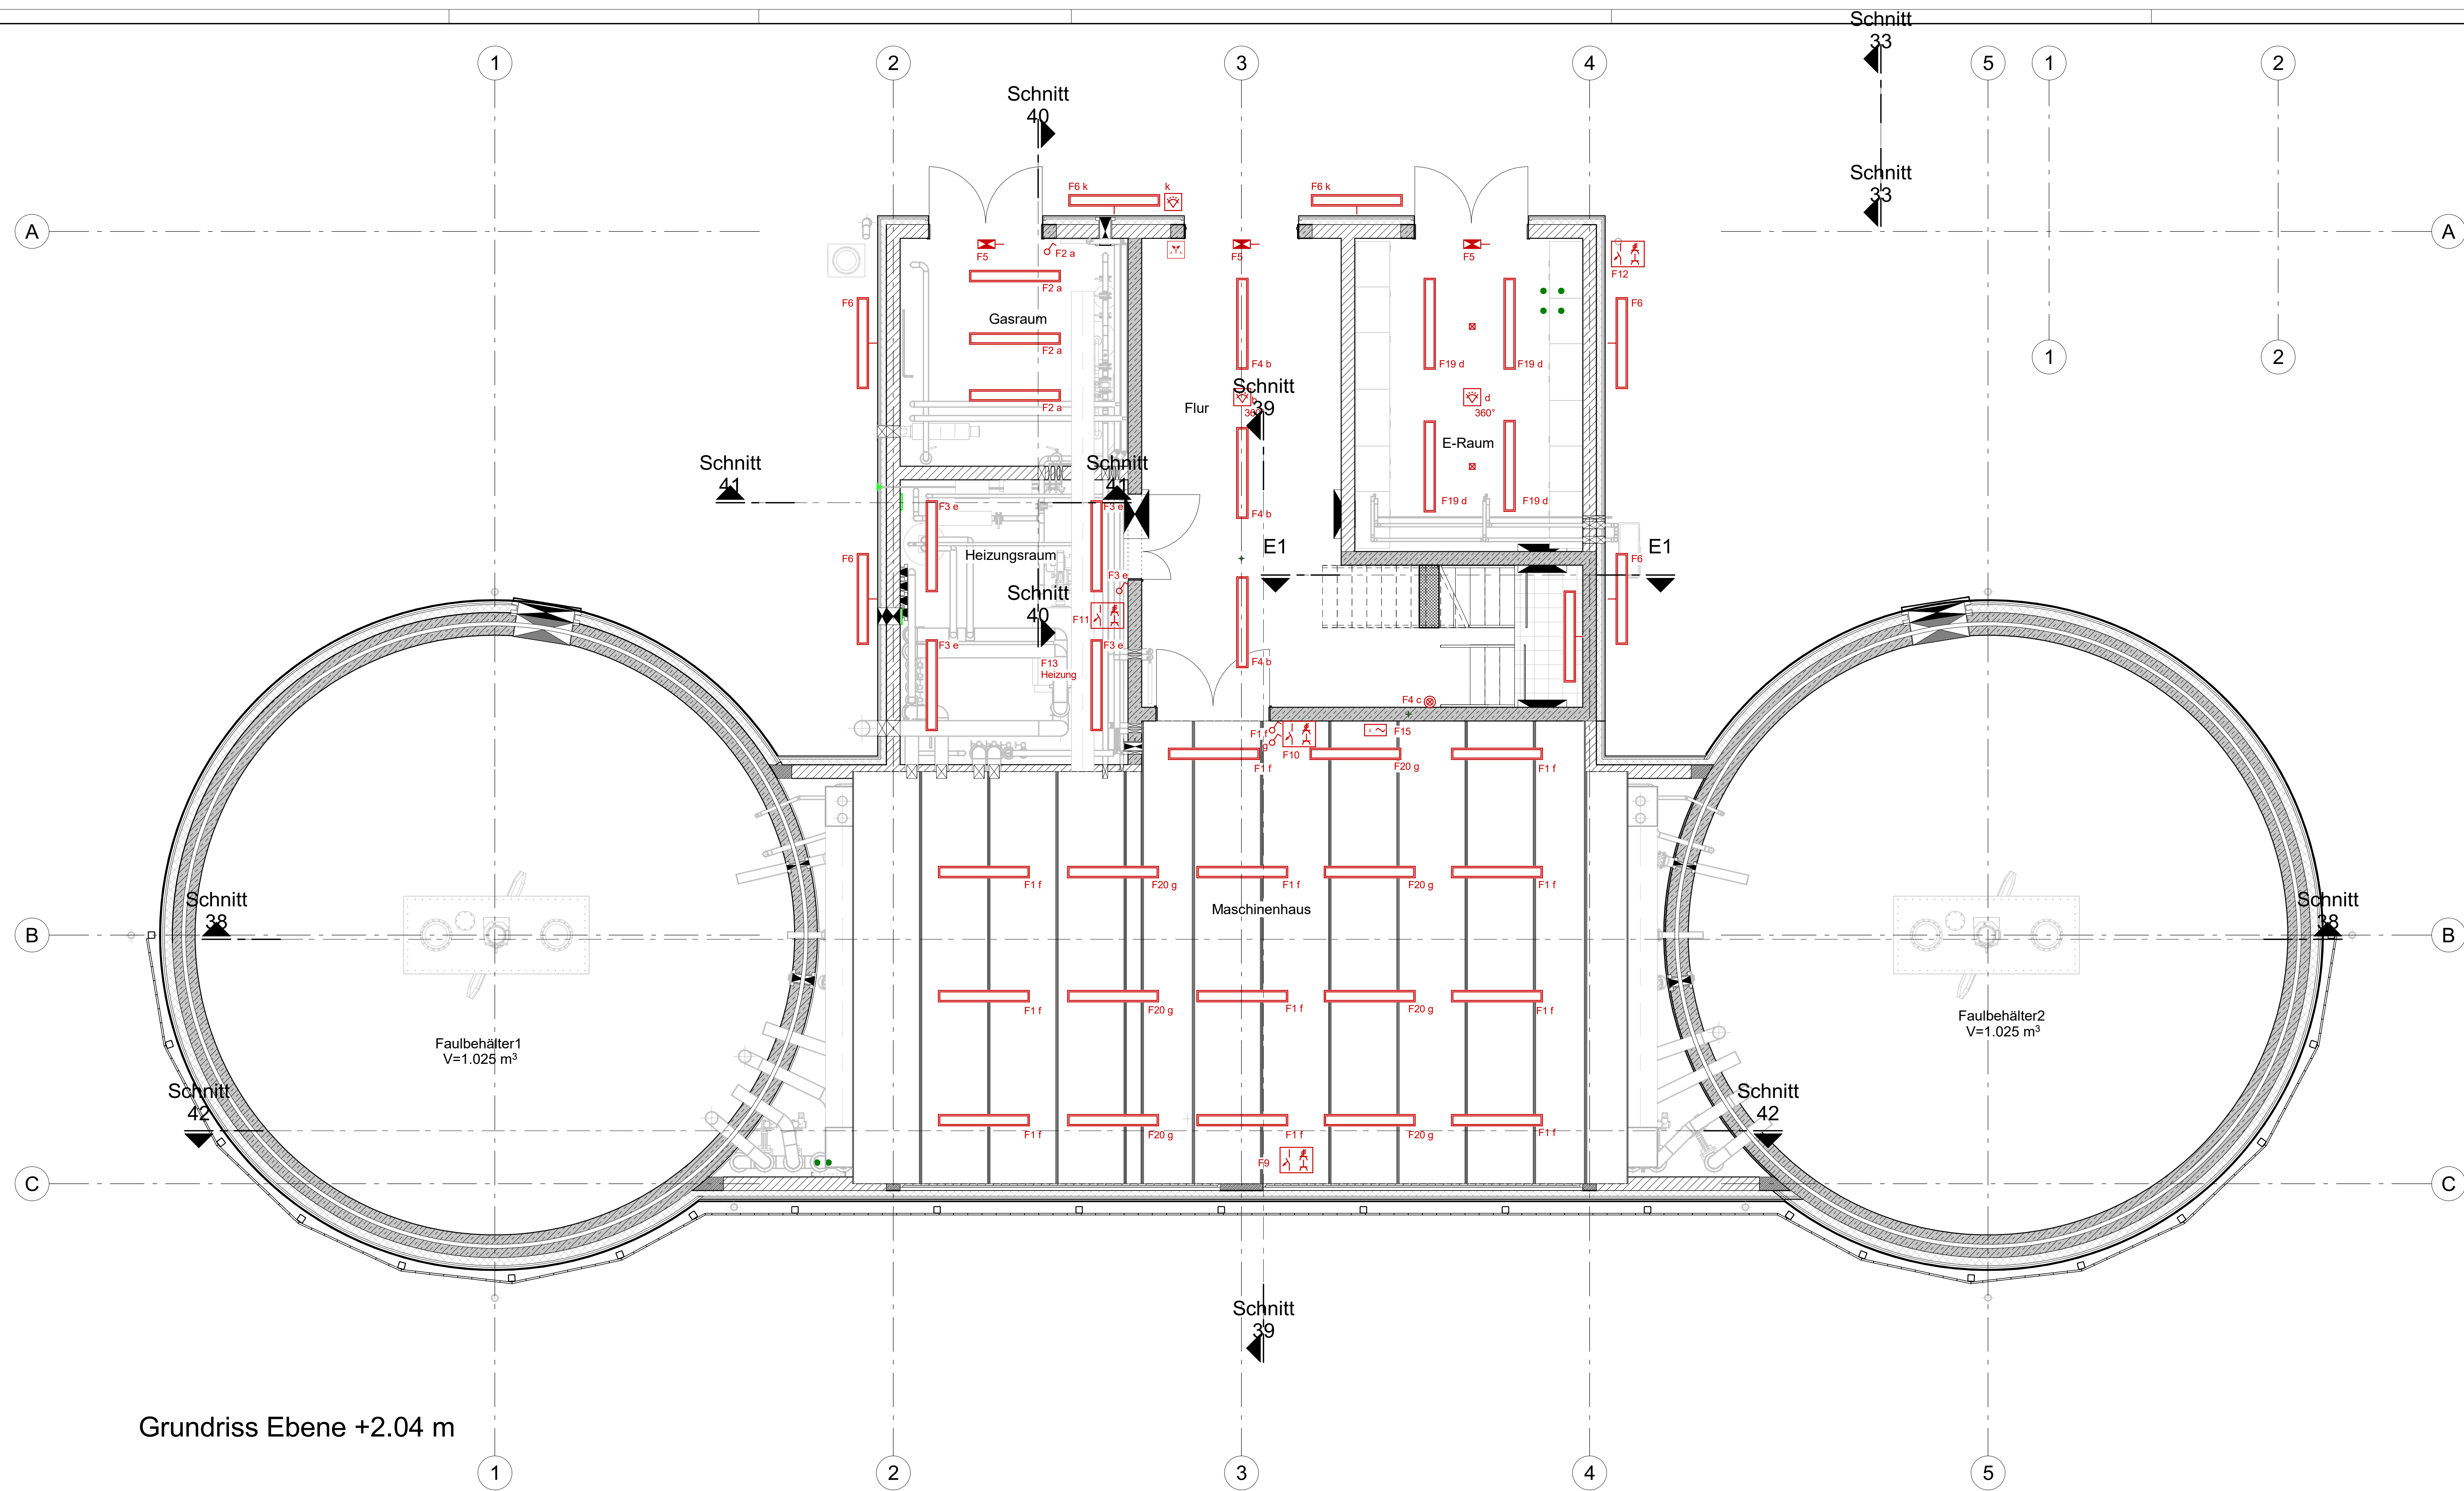 Schnitt
33
1
2
3
4
5
1
2
Schnitt
40
Schnitt
33
F6 k
k
F6 k
A
A
F5
F2 a
F5
F5
F12
F2 a
F6
F6
Gasraum
F2 a
1
2
F4 b
F19 d
F19 d
Schnitt
39
b
360°
d
360°
F2 a
Flur
E-Raum
Schnitt
41
Schnitt
41
F3 e
F3 e
F4 b
F19 d
F19 d
Heizungsraum
E1
E1
F6
F6
F3 e
Schnitt
40
F11
F3 e
F3 e
F13
Heizung
F4 b
F4 c
F1 f
g
F10
F15
F1 f
F20 g
F1 f
F1 f
F20 g
F1 f
F20 g
F1 f
Schnitt
38
Maschinenhaus
Schnitt
38
B
B
F1 f
F20 g
F1 f
F20 g
F1 f
Faulbehälter1
V=1.025 m³
Faulbehälter2
V=1.025 m³
Schnitt
42
Schnitt
42
F1 f
F20 g
F1 f
F20 g
F1 f
F9
C
C
Schnitt
39
Grundriss Ebene +2.04 m
1
2
3
4
5